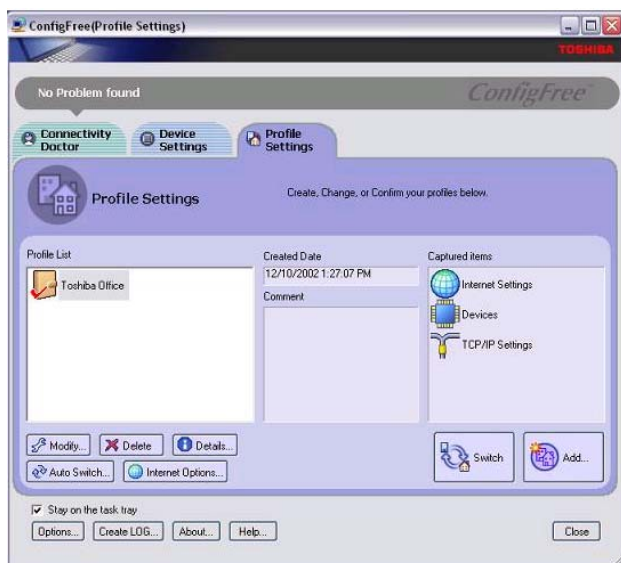 ConfigFree(Profile Settings)
TOSHIBA
No Problem found
ConfigFree™
Connectivity Doctor
Device Settings
Profile Settings
Profile Settings
Create, Change, or Confirm your profiles below.
Profile List
Toshiba Office
Created Date
12/10/2002 1:27:07 PM
Comment
Captured items
Internet Settings
Devices
TCP/IP Settings
Modify...
Delete
Details...
Auto Switch...
Internet Options...
Switch
Add...
Stay on the task tray
Options...
Create LOG...
About...
Help...
Close